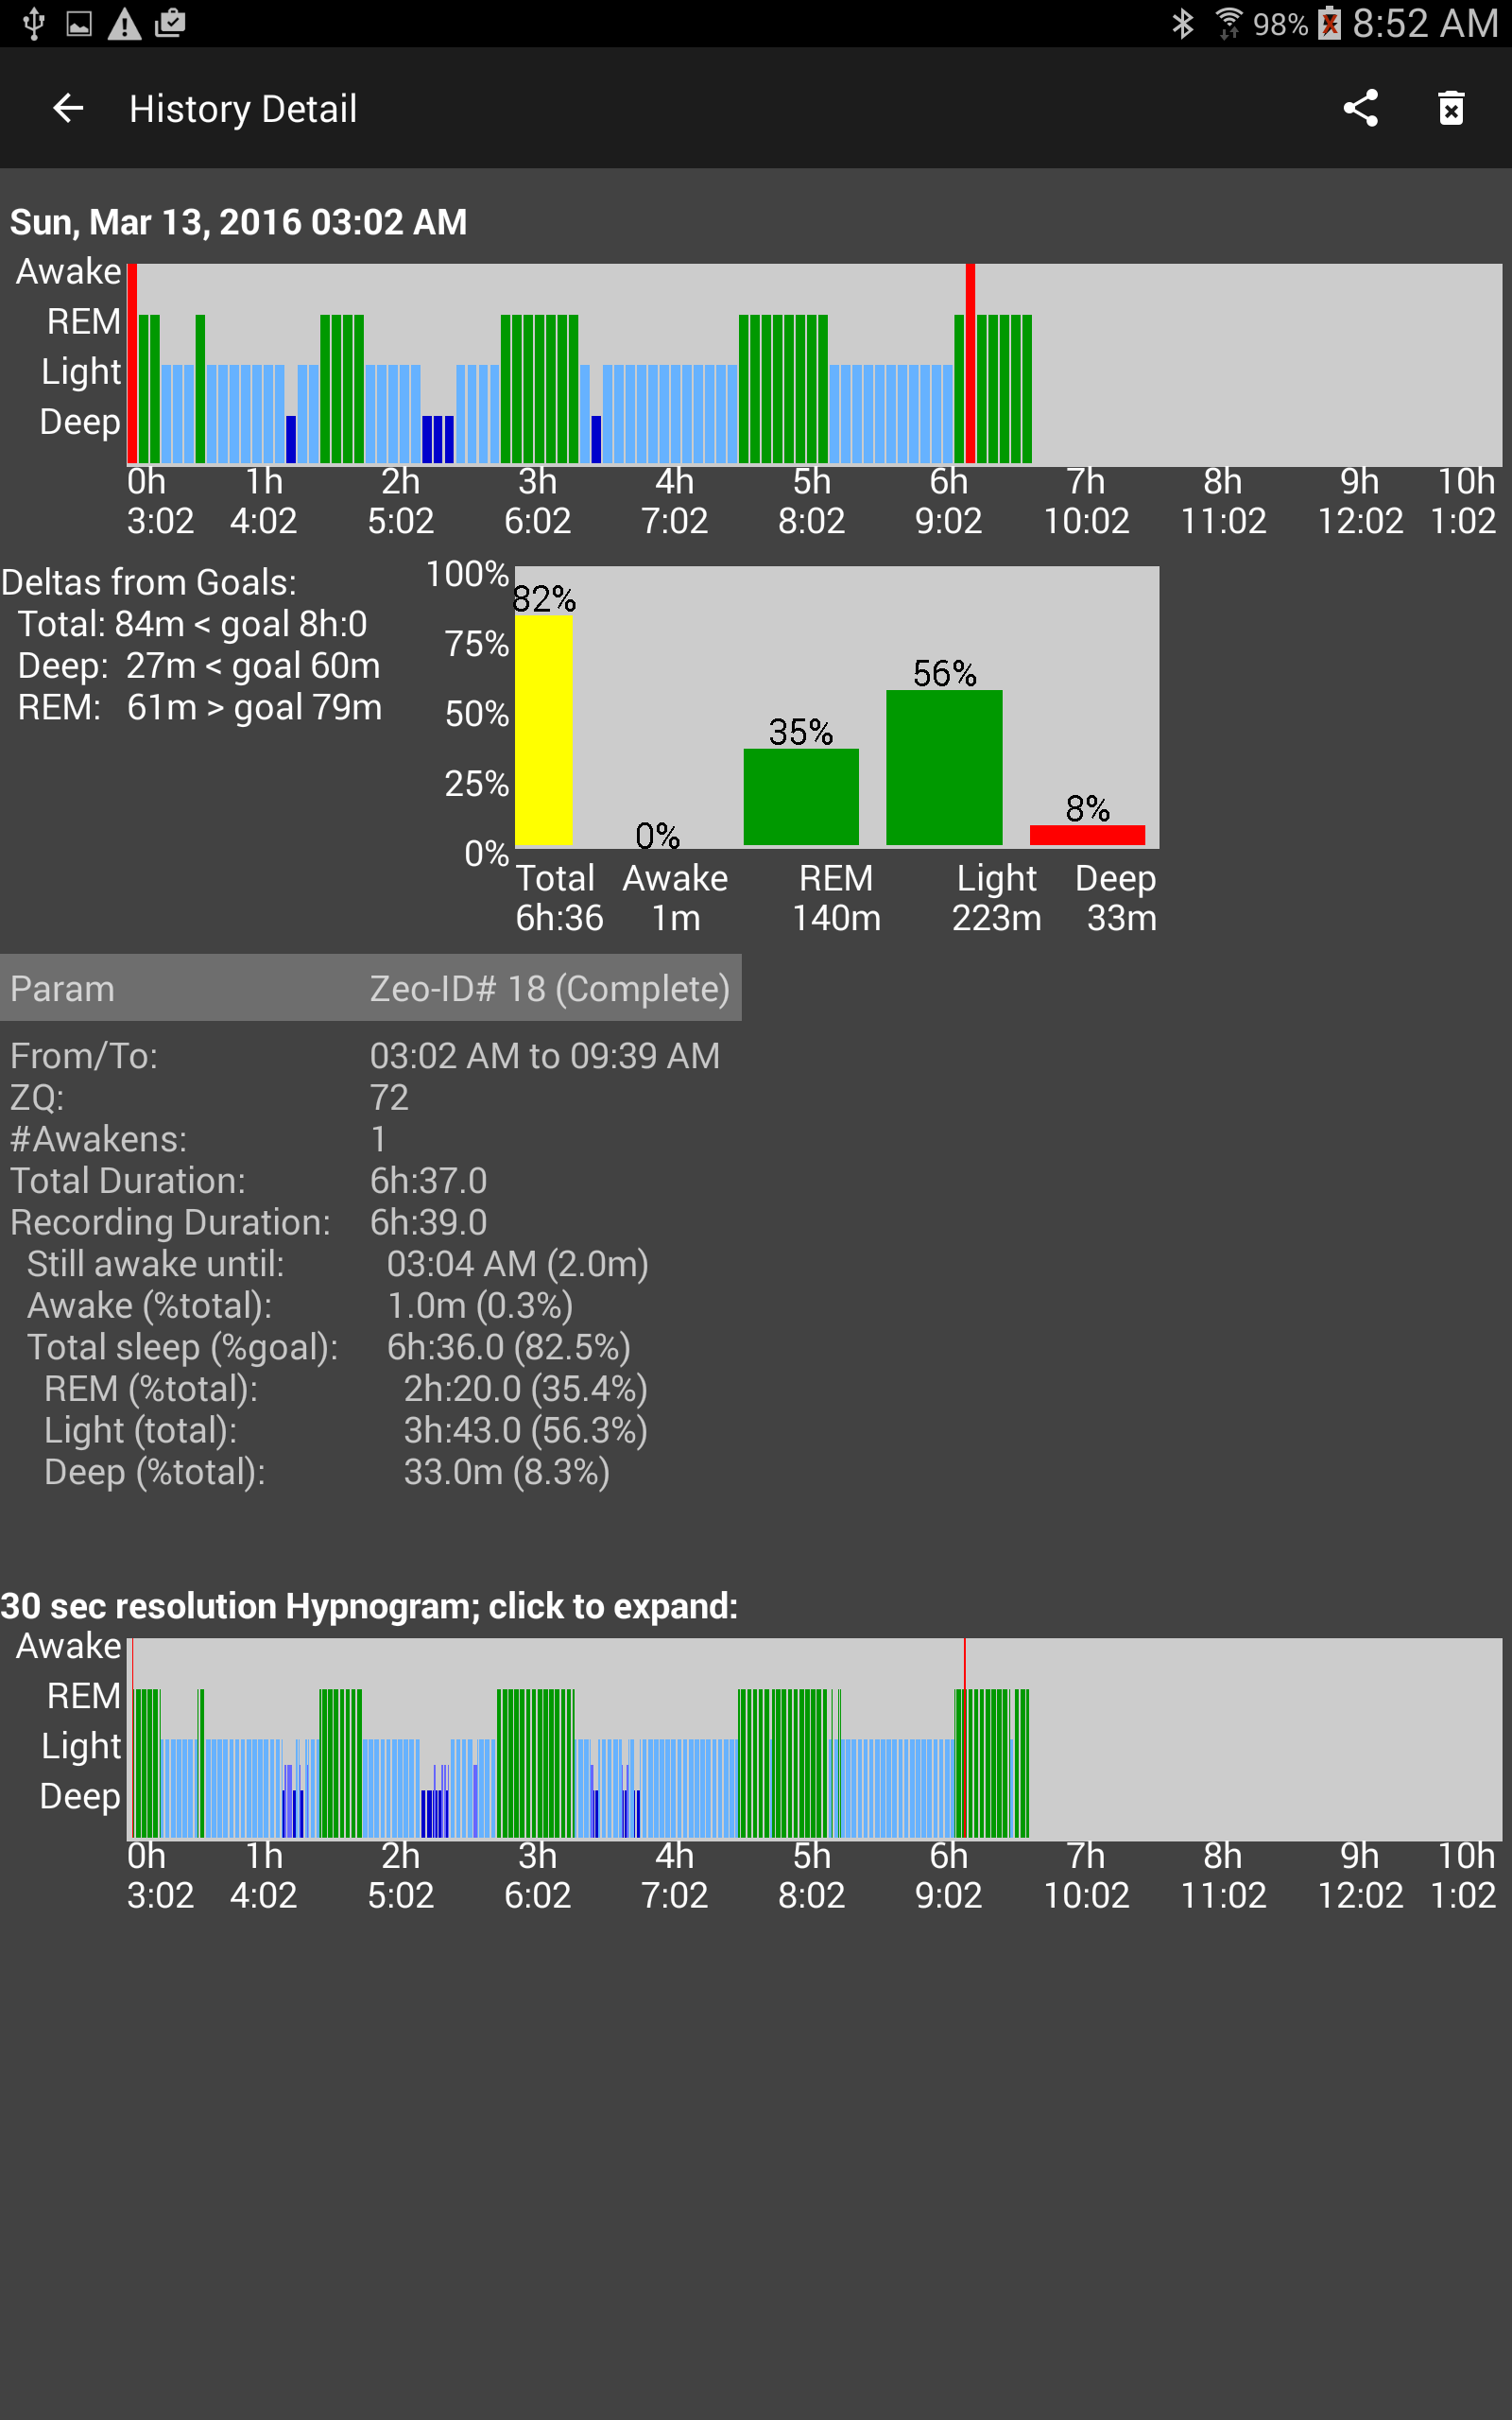 98% 8:52 AM
History Detail
Sun, Mar 13, 2016 03:02 AM
Awake
REM
Light
Deep
0h 1h 2h 3h 4h 5h 6h 7h 8h 9h 10h
3:02 4:02 5:02 6:02 7:02 8:02 9:02 10:02 11:02 12:02 1:02
Deltas from Goals:
Total: 84m < goal 8h:0
Deep: 27m < goal 60m
REM: 61m > goal 79m
100%
75%
50%
25%
0%
82%
0%
35%
56%
8%
Total Awake REM Light Deep
6h:36 1m 140m 223m 33m
Param Zeo-ID# 18 (Complete)
From/To: 03:02 AM to 09:39 AM
ZQ: 72
#Awakens: 1
Total Duration: 6h:37.0
Recording Duration: 6h:39.0
Still awake until: 03:04 AM (2.0m)
Awake (%total): 1.0m (0.3%)
Total sleep (%goal): 6h:36.0 (82.5%)
REM (%total): 2h:20.0 (35.4%)
Light (total): 3h:43.0 (56.3%)
Deep (%total): 33.0m (8.3%)
30 sec resolution Hypnogram; click to expand:
Awake
REM
Light
Deep
0h 1h 2h 3h 4h 5h 6h 7h 8h 9h 10h
3:02 4:02 5:02 6:02 7:02 8:02 9:02 10:02 11:02 12:02 1:02